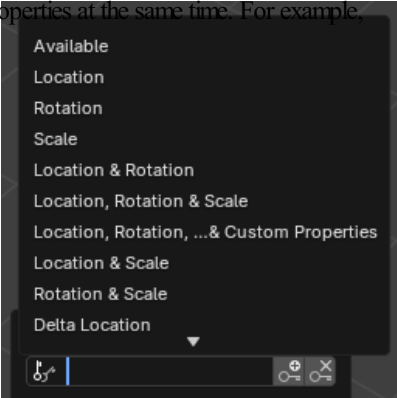 operties at the same time. For example,
Available
Location
Rotation
Scale
Location & Rotation
Location, Rotation & Scale
Location, Rotation, ...& Custom Properties
Location & Scale
Rotation & Scale
Delta Location